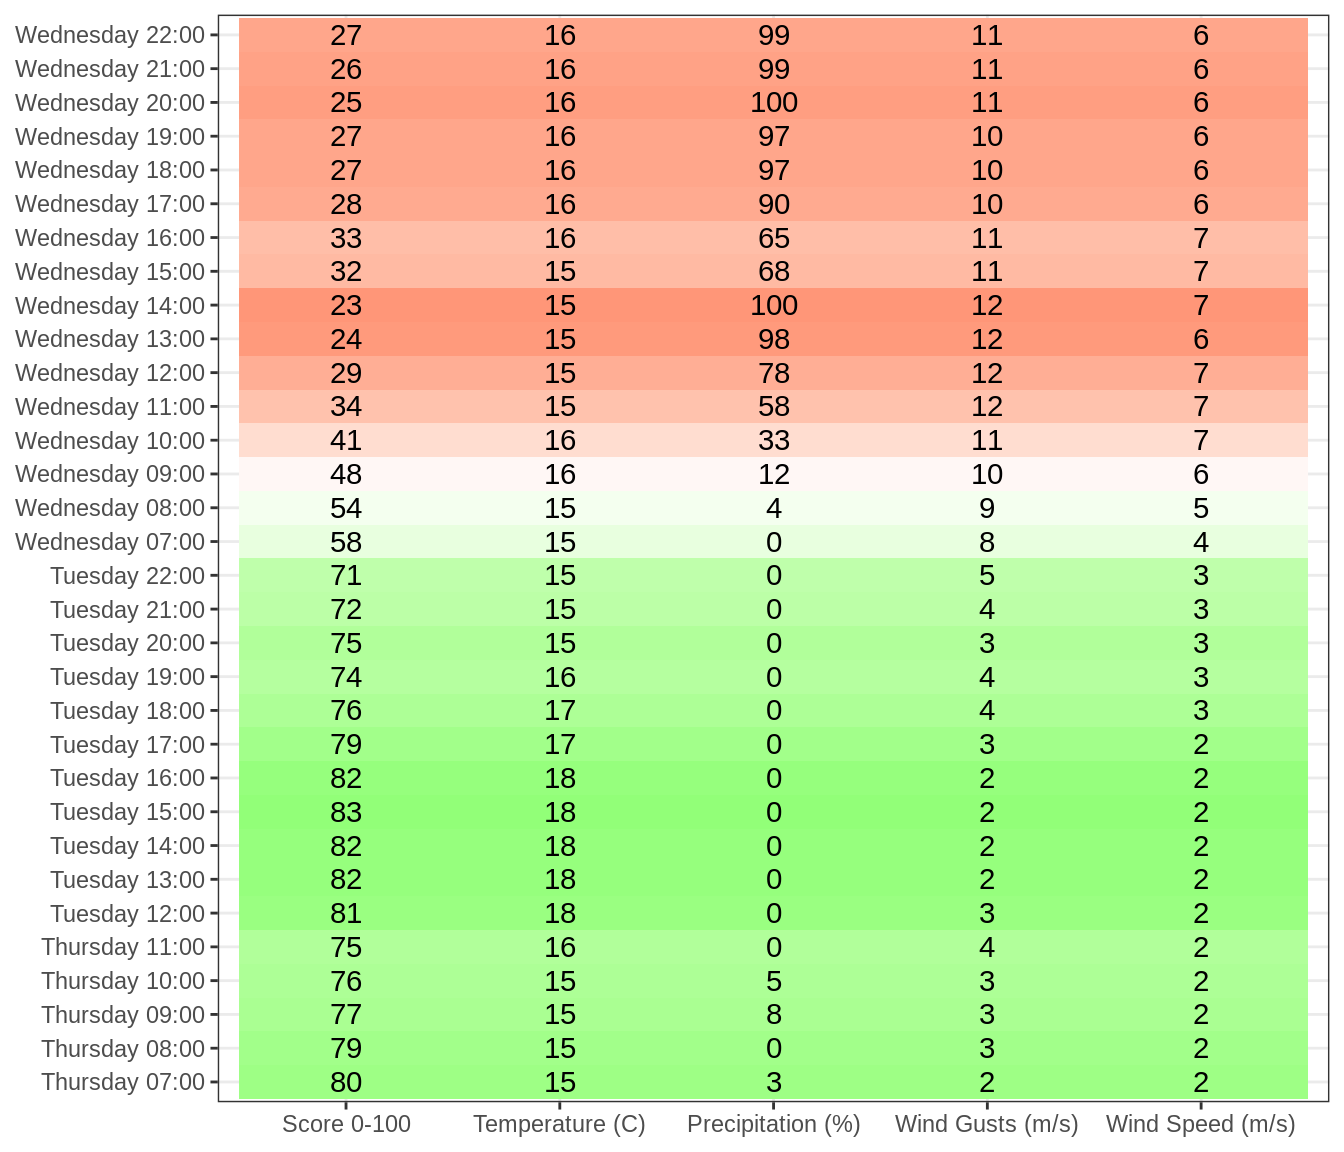 Wednesday 22:00 27 16 99 11 6
Wednesday 21:00 26 16 99 11 6
Wednesday 20:00 25 16 100 11 6
Wednesday 19:00 27 16 97 10 6
Wednesday 18:00 27 16 97 10 6
Wednesday 17:00 28 16 90 10 6
Wednesday 16:00 33 16 65 11 7
Wednesday 15:00 32 15 68 11 7
Wednesday 14:00 23 15 100 12 7
Wednesday 13:00 24 15 98 12 6
Wednesday 12:00 29 15 78 12 7
Wednesday 11:00 34 15 58 12 7
Wednesday 10:00 41 16 33 11 7
Wednesday 09:00 48 16 12 10 6
Wednesday 08:00 54 15 4 9 5
Wednesday 07:00 58 15 0 8 4
Tuesday 22:00 71 15 0 5 3
Tuesday 21:00 72 15 0 4 3
Tuesday 20:00 75 15 0 3 3
Tuesday 19:00 74 16 0 4 3
Tuesday 18:00 76 17 0 4 3
Tuesday 17:00 79 17 0 3 2
Tuesday 16:00 82 18 0 2 2
Tuesday 15:00 83 18 0 2 2
Tuesday 14:00 82 18 0 2 2
Tuesday 13:00 82 18 0 2 2
Tuesday 12:00 81 18 0 3 2
Thursday 11:00 75 16 0 4 2
Thursday 10:00 76 15 5 3 2
Thursday 09:00 77 15 8 3 2
Thursday 08:00 79 15 0 3 2
Thursday 07:00 80 15 3 2 2
Score 0-100 Temperature (C) Precipitation (%) Wind Gusts (m/s) Wind Speed (m/s)